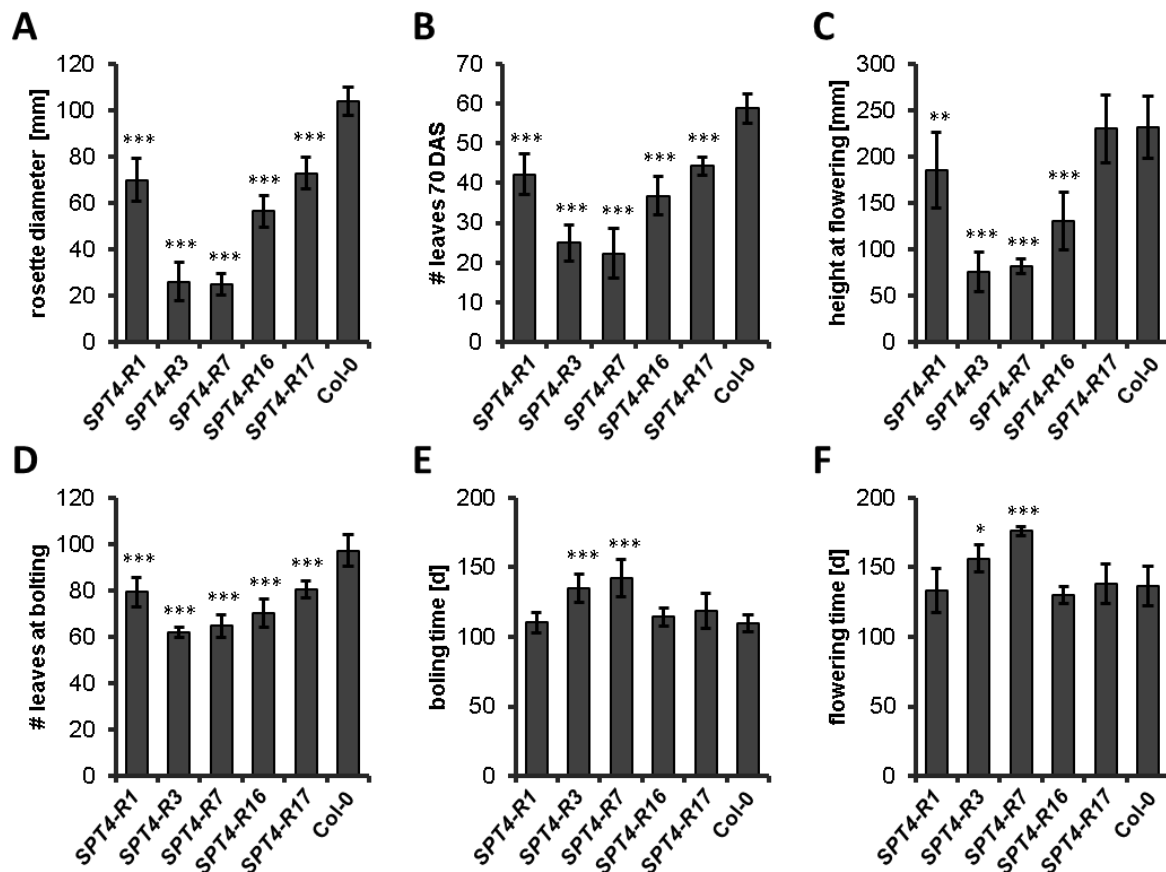 A
rosette diameter [mm]
120
100
80
60
40
20
0
***
***
***
***
***
SPT4-R1
SPT4-R3
SPT4-R7
SPT4-R16
SPT4-R17
Col-0
B
# leaves 70 DAS
70
60
50
40
30
20
10
0
***
***
***
***
***
SPT4-R1
SPT4-R3
SPT4-R7
SPT4-R16
SPT4-R17
Col-0
C
height at flowering [mm]
300
250
200
150
100
50
0
**
***
***
***
SPT4-R1
SPT4-R3
SPT4-R7
SPT4-R16
SPT4-R17
Col-0
D
# leaves at bolting
120
100
80
60
40
20
0
***
***
***
***
***
SPT4-R1
SPT4-R3
SPT4-R7
SPT4-R16
SPT4-R17
Col-0
E
boling time [d]
200
150
100
50
0
***
***
SPT4-R1
SPT4-R3
SPT4-R7
SPT4-R16
SPT4-R17
Col-0
F
flowering time [d]
200
150
100
50
0
*
***
SPT4-R1
SPT4-R3
SPT4-R7
SPT4-R16
SPT4-R17
Col-0